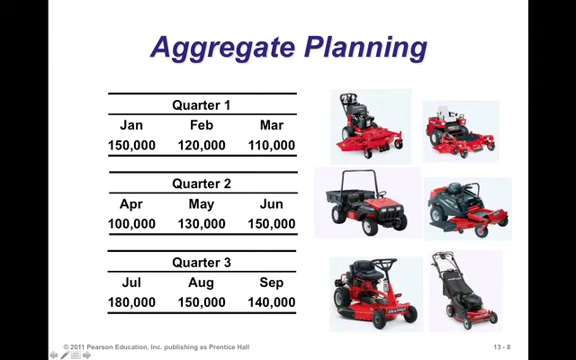 Aggregate Planning
Quarter 1
Jan Feb Mar
150,000 120,000 110,000
Quarter 2
Apr May Jun
100,000 130,000 150,000
Quarter 3
Jul Aug Sep
180,000 150,000 140,000
© 2011 Pearson Education, Inc. publishing as Prentice Hall
13 - 8